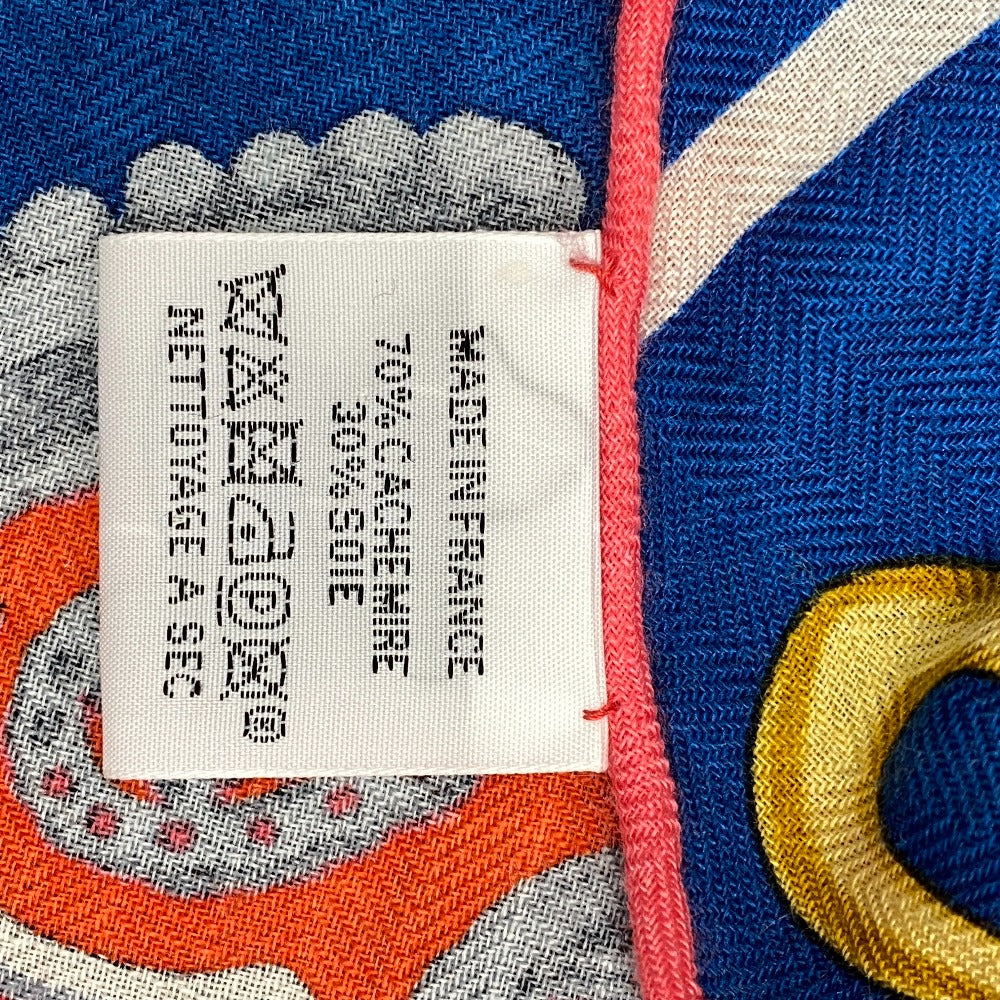 MADE IN FRANCE
70% CACHEMIRE
30% SOIE
NETTOYAGE A SEC